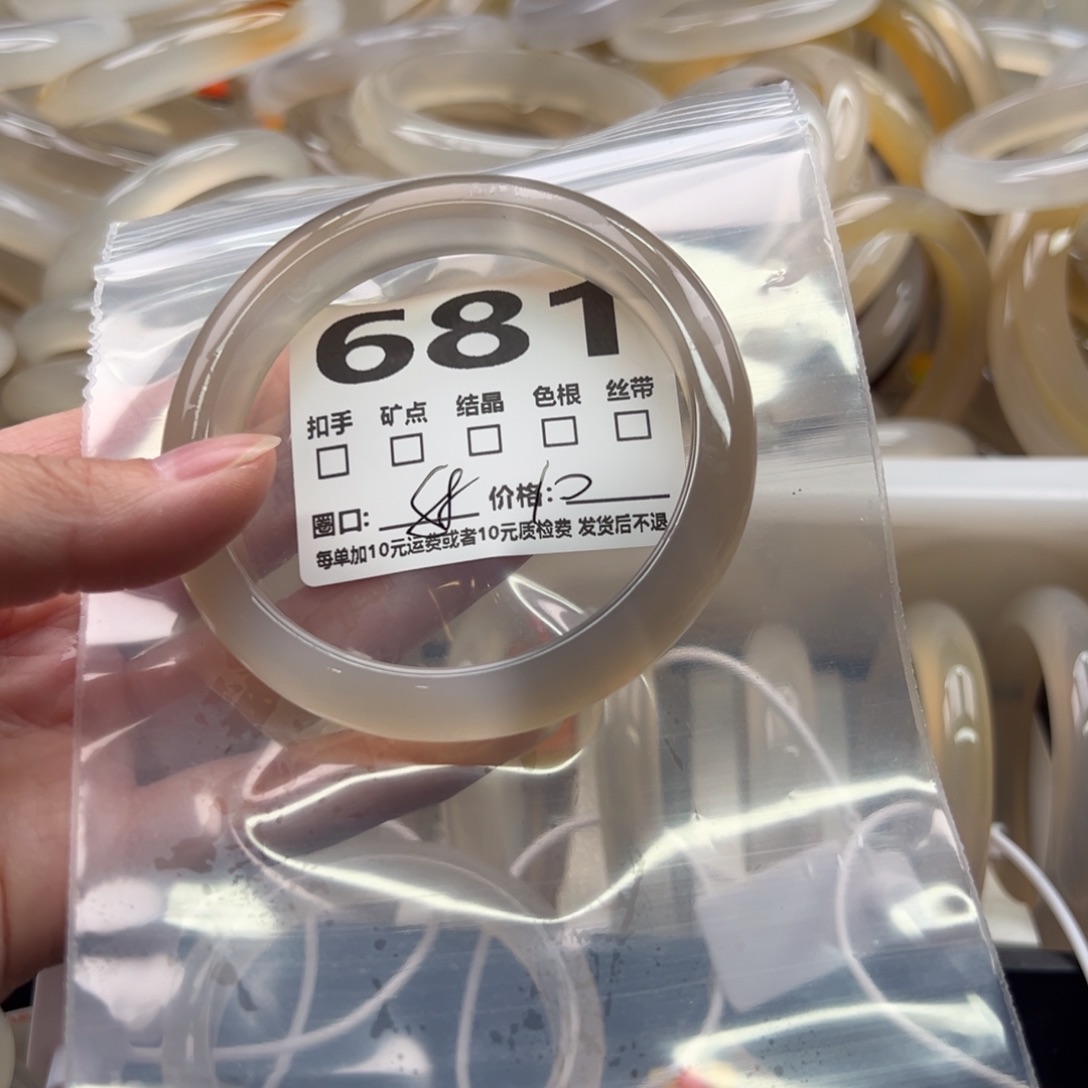 681
扣手 矿点 结晶 色根 丝带
圈口: 58 价格:
每单加10元运费或者10元质检费 发货后不退